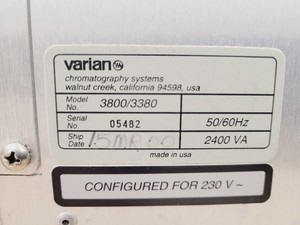 varian
chromatography systems
walnut creek, california 94598, usa
Model No. 3800/3380
Serial No. 05482 50/60Hz
Ship Date 2400 VA
made in usa
CONFIGURED FOR 230 V ~